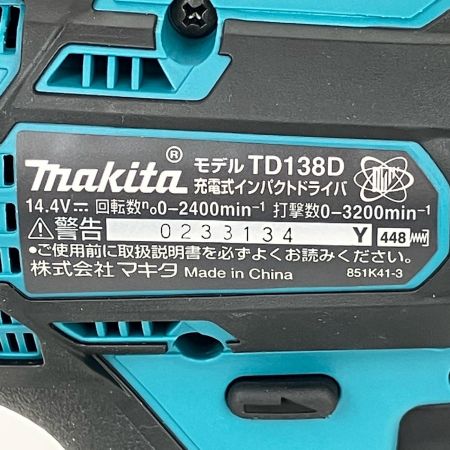 makita® モデル TD138D
充電式インパクトドライバ
14.4V⎓ 回転数n₀0-2400min⁻¹ 打撃数0-3200min⁻¹
⚠警告 0233134 Y 448
●ご使用前に取扱説明書を必ずよくお読みください。
株式会社マキタ Made in China 851K41-3